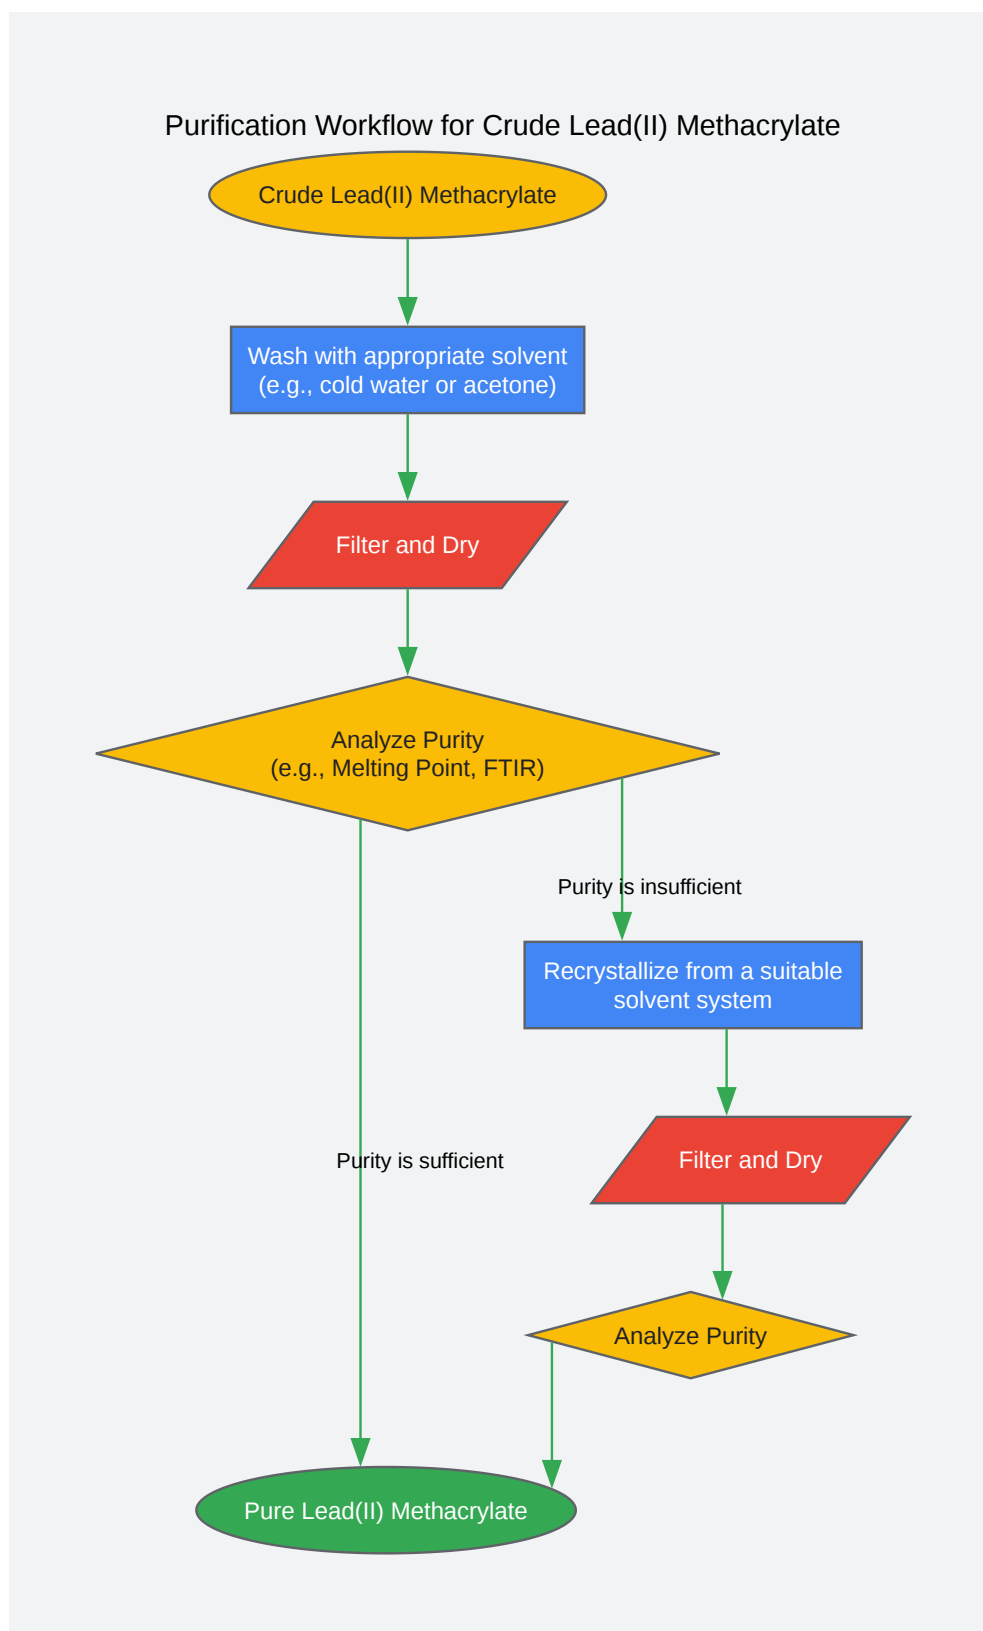 Purification Workflow for Crude Lead(II) Methacrylate
Crude Lead(II) Methacrylate
Wash with appropriate solvent
(e.g., cold water or acetone)
Filter and Dry
Analyze Purity
(e.g., Melting Point, FTIR)
Purity is insufficient
Recrystallize from a suitable
solvent system
Purity is sufficient
Filter and Dry
Analyze Purity
Pure Lead(II) Methacrylate